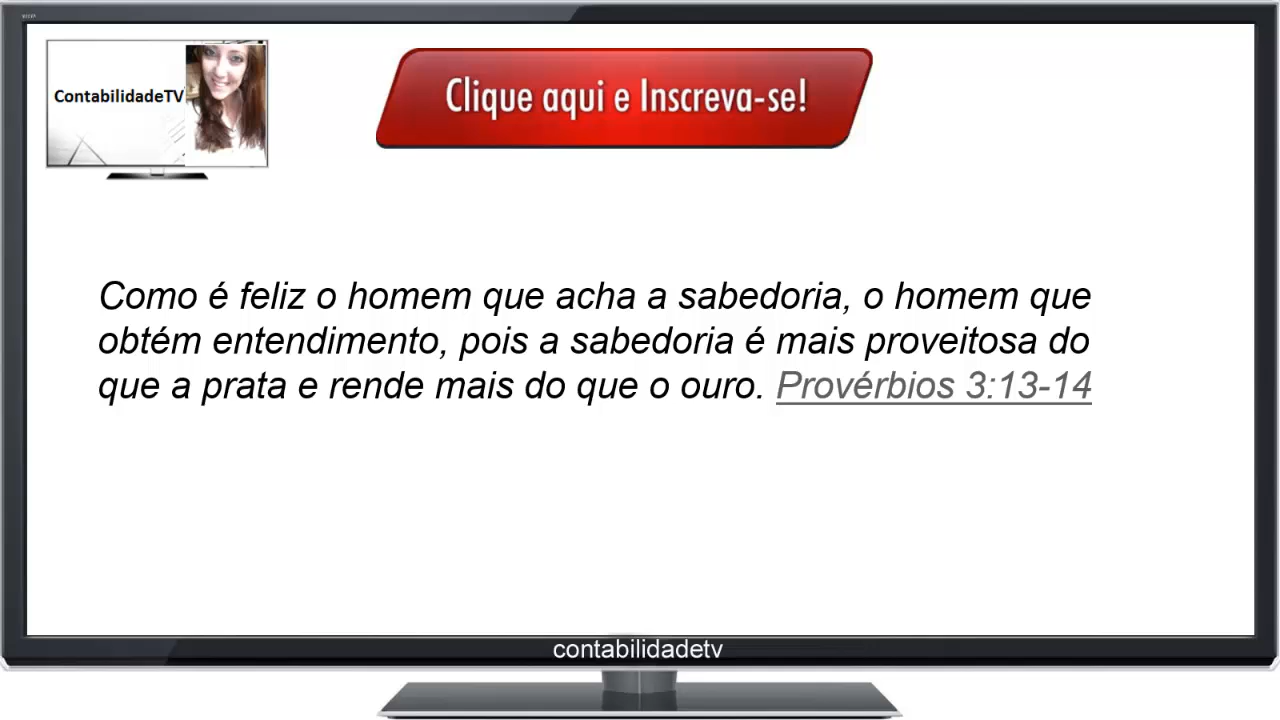 ContabilidadeTV
Clique aqui e Inscreva-se!
Como é feliz o homem que acha a sabedoria, o homem que
obtém entendimento, pois a sabedoria é mais proveitosa do
que a prata e rende mais do que o ouro. Provérbios 3:13-14
contabilidadetv